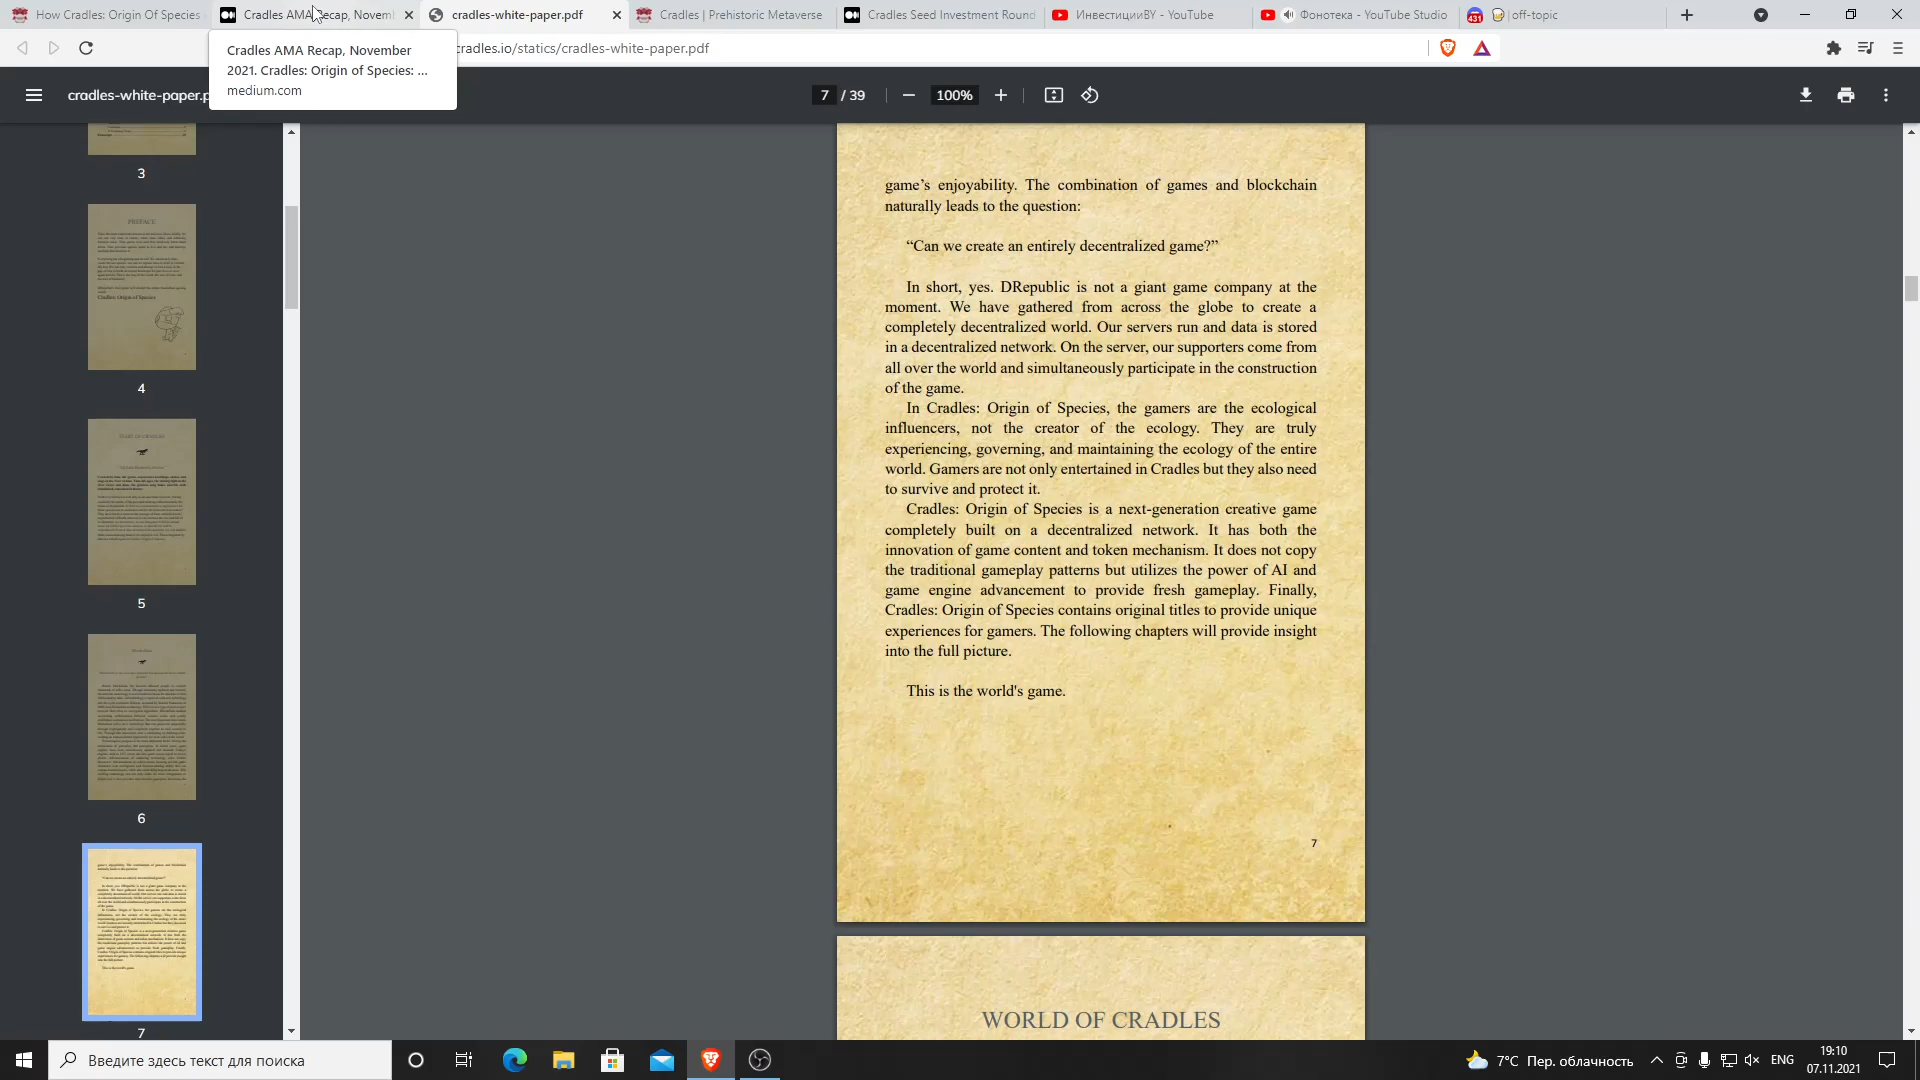 How Cradles: Origin Of Species
Cradles AMA Recap, Novem
cradles-white-paper.pdf
Cradles | Prehistoric Metaverse
Cradles Seed Investment Round
ИнвестицииBY - YouTube
Фонотека - YouTube Studio
431
off-topic
cradles.io/statics/cradles-white-paper.pdf
Cradles AMA Recap, November
2021. Cradles: Origin of Species: ...
medium.com
cradles-white-paper.p
7 / 39
100%
3
PREFACE
Cradles: Origin of Species
4
5
6
7
game’s enjoyability. The combination of games and blockchain
naturally leads to the question:
“Can we create an entirely decentralized game?”
In short, yes. DRepublic is not a giant game company at the
moment. We have gathered from across the globe to create a
completely decentralized world. Our servers run and data is stored
in a decentralized network. On the server, our supporters come from
all over the world and simultaneously participate in the construction
of the game.
In Cradles: Origin of Species, the gamers are the ecological
influencers, not the creator of the ecology. They are truly
experiencing, governing, and maintaining the ecology of the entire
world. Gamers are not only entertained in Cradles but they also need
to survive and protect it.
Cradles: Origin of Species is a next-generation creative game
completely built on a decentralized network. It has both the
innovation of game content and token mechanism. It does not copy
the traditional gameplay patterns but utilizes the power of AI and
game engine advancement to provide fresh gameplay. Finally,
Cradles: Origin of Species contains original titles to provide unique
experiences for gamers. The following chapters will provide insight
into the full picture.
This is the world's game.
7
WORLD OF CRADLES
Введите здесь текст для поиска
7°C Пер. облачность
ENG
19:10
07.11.2021